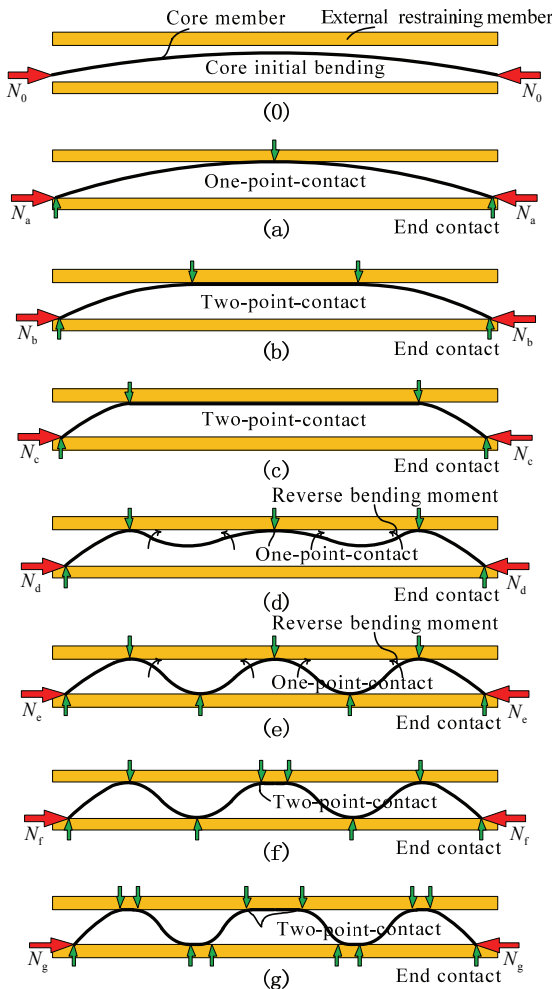 Core member
External restraining member
Core initial bending
N0
N0
(0)
One-point-contact
Na
Na
End contact
(a)
Two-point-contact
Nb
Nb
End contact
(b)
Two-point-contact
Nc
Nc
End contact
(c)
Reverse bending moment
One-point-contact
Nd
Nd
End contact
(d)
Reverse bending moment
One-point-contact
Ne
Ne
End contact
(e)
Two-point-contact
Nf
Nf
End contact
(f)
Two-point-contact
Ng
Ng
End contact
(g)